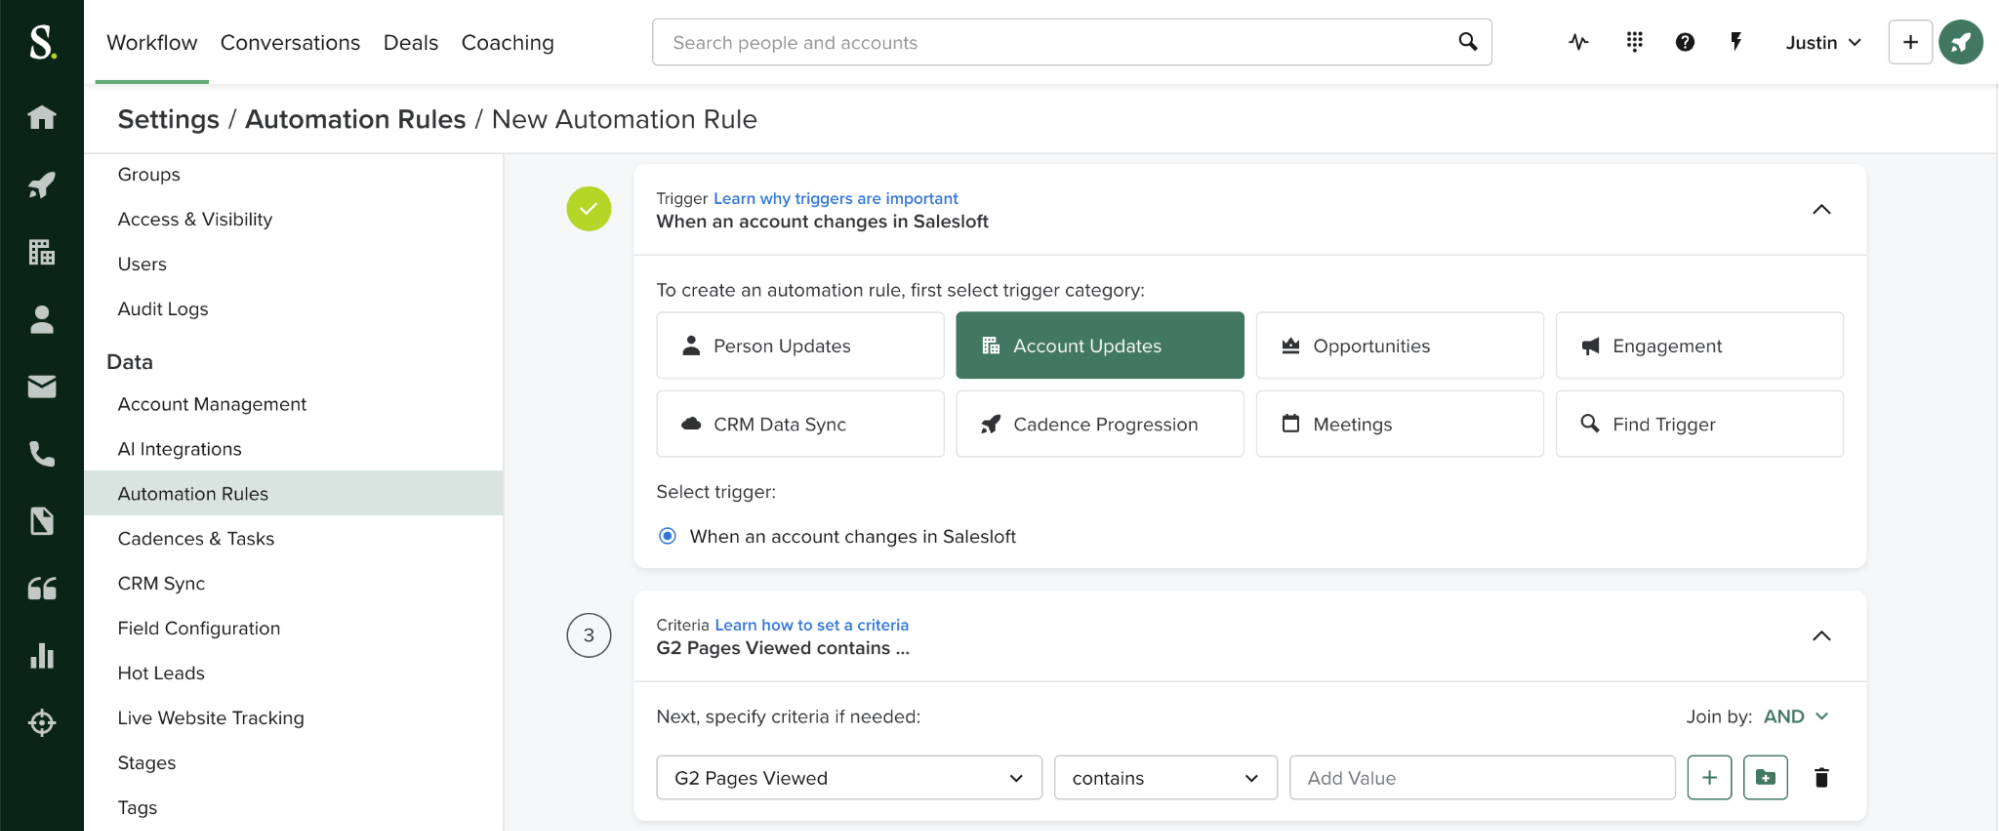 S.
Workflow Conversations Deals Coaching
Search people and accounts
Justin
Settings / Automation Rules / New Automation Rule
Groups
Access & Visibility
Users
Audit Logs
Data
Account Management
AI Integrations
Automation Rules
Cadences & Tasks
CRM Sync
Field Configuration
Hot Leads
Live Website Tracking
Stages
Tags
Trigger Learn why triggers are important
When an account changes in Salesloft
To create an automation rule, first select trigger category:
Person Updates
Account Updates
Opportunities
Engagement
CRM Data Sync
Cadence Progression
Meetings
Find Trigger
Select trigger:
When an account changes in Salesloft
3
Criteria Learn how to set a criteria
G2 Pages Viewed contains ...
Next, specify criteria if needed:
Join by: AND
G2 Pages Viewed
contains
Add Value